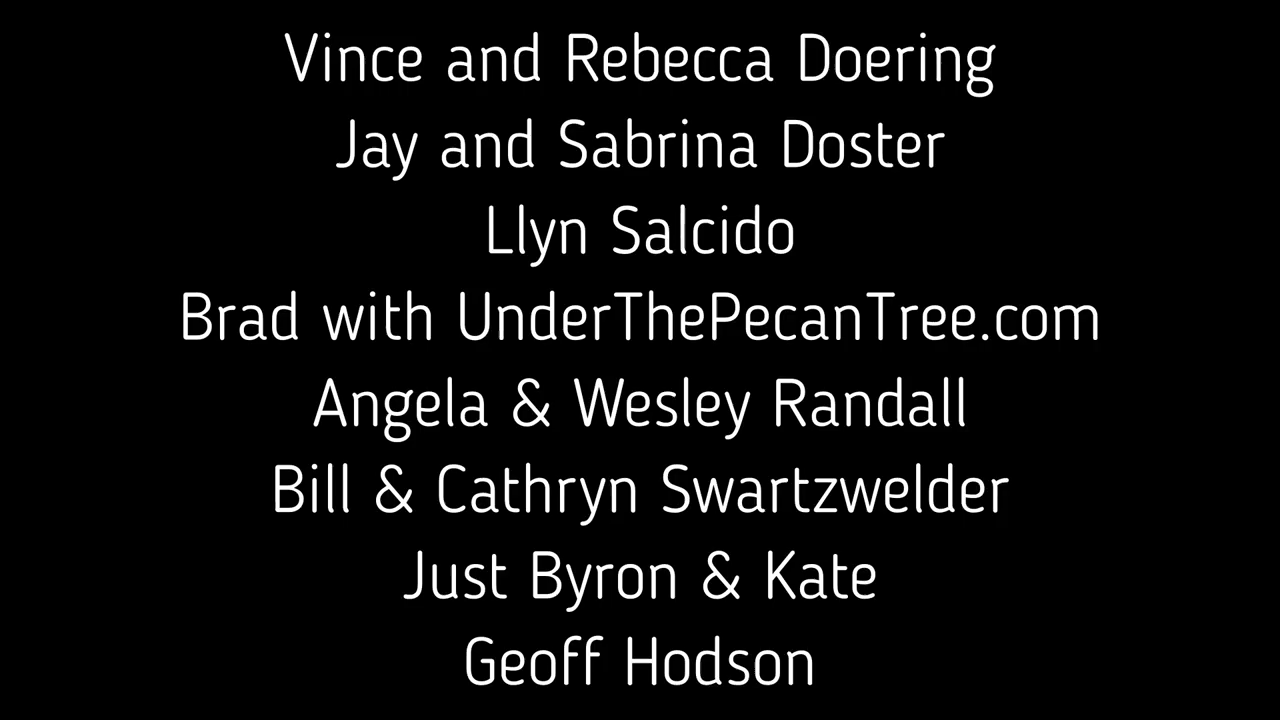 Vince and Rebecca Doering
Jay and Sabrina Doster
Llyn Salcido
Brad with UnderThePecanTree.com
Angela & Wesley Randall
Bill & Cathryn Swartzwelder
Just Byron & Kate
Geoff Hodson